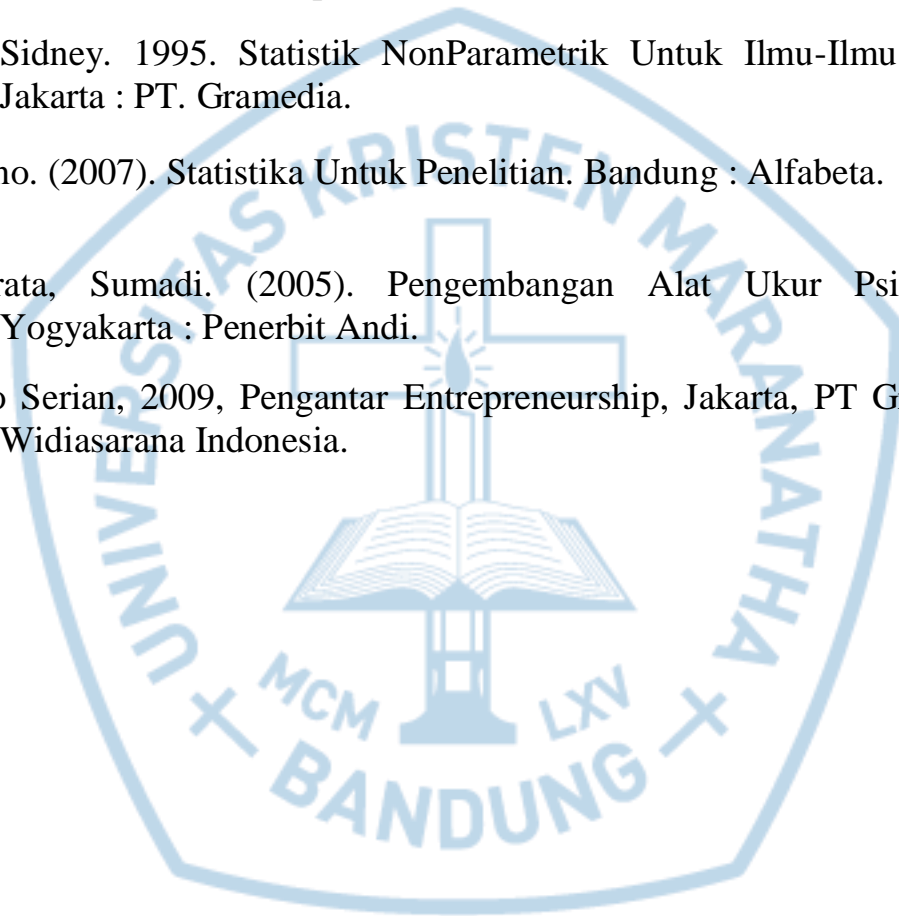 Sidney. 1995. Statistik NonParametrik Untuk Ilmu-Ilmu
Jakarta : PT. Gramedia.
no. (2007). Statistika Untuk Penelitian. Bandung : Alfabeta.
rata, Sumadi. (2005). Pengembangan Alat Ukur Psi
Yogyakarta : Penerbit Andi.
o Serian, 2009, Pengantar Entrepreneurship, Jakarta, PT G
Widiasarana Indonesia.
UNIVERSITAS KRISTEN MARANATHA
MCM LXV
BANDUNG